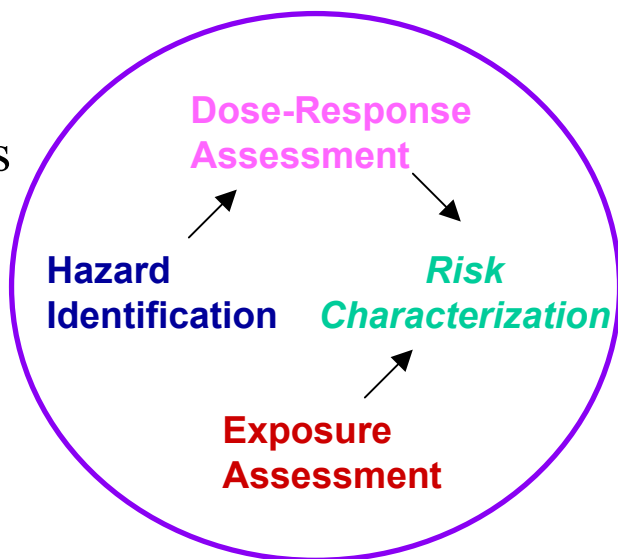 Dose-Response
Assessment
s
Hazard
Identification
Risk
Characterization
Exposure
Assessment